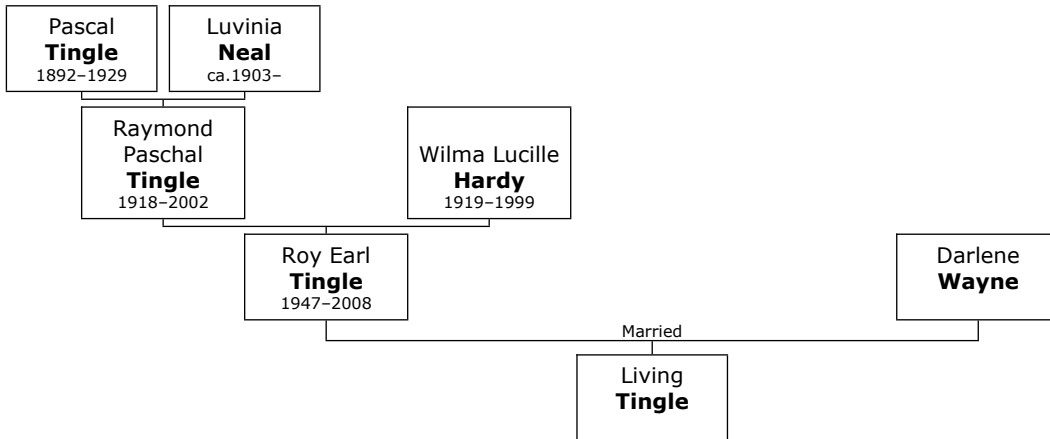 Pascal
Tingle
1892–1929
Luvinia
Neal
ca.1903–
Raymond
Paschal
Tingle
1918–2002
Wilma Lucille
Hardy
1919–1999
Roy Earl
Tingle
1947–2008
Darlene
Wayne
Married
Living
Tingle